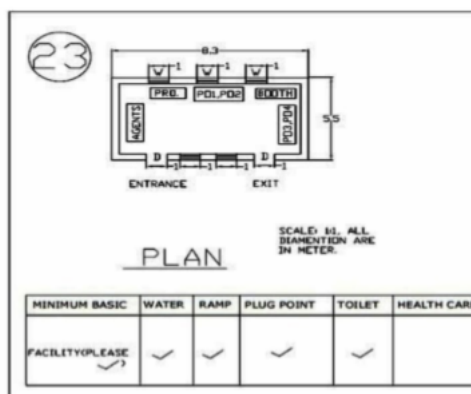 23
8.3
W 1 W 1 W 1
PRO. PO1,PO2 BOOTH
AGENTS PO3,PO4 5.5
D D
1 1 1 1
ENTRANCE EXIT
SCALE: 1:1, ALL
DIAMENTION ARE
IN METER.
PLAN
MINIMUM BASIC WATER RAMP PLUG POINT TOILET HEALTH CAR
FACILITY(PLEASE ✓) ✓ ✓ ✓ ✓